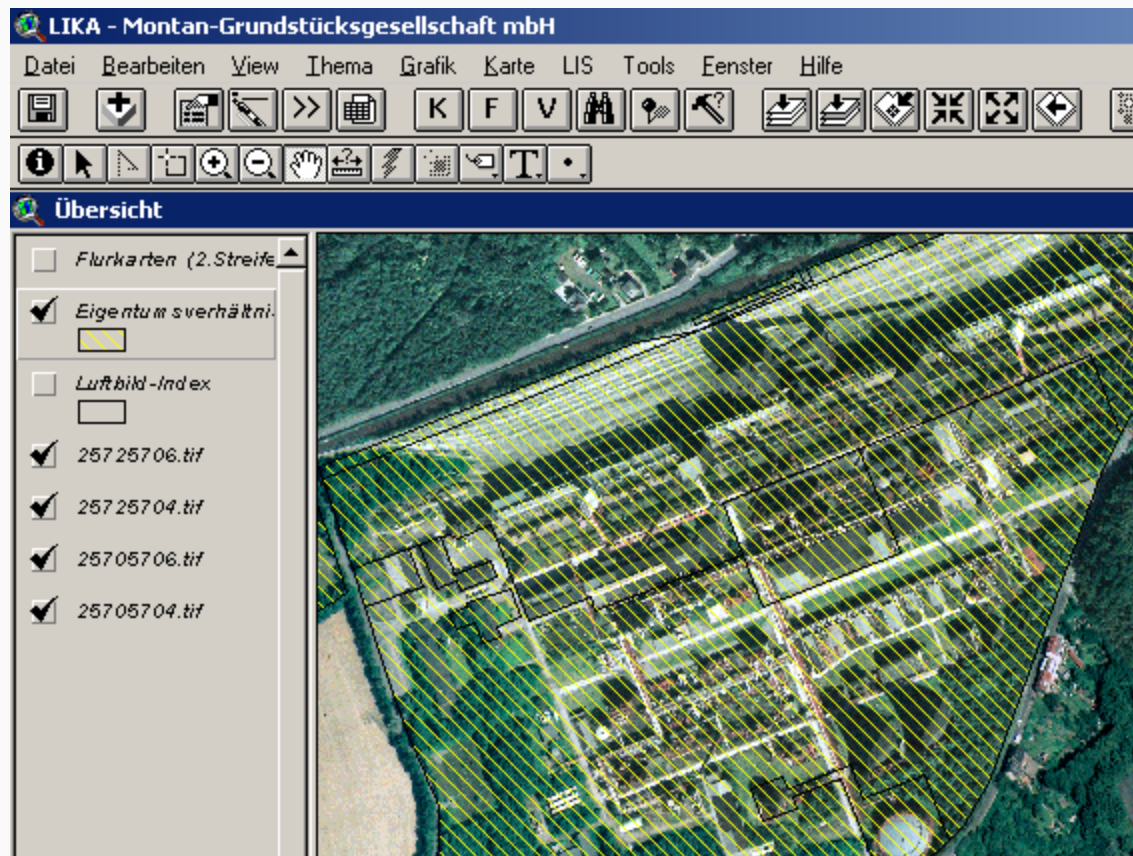 LIKA - Montan-Grundstücksgesellschaft mbH
Datei Bearbeiten View Thema Grafik Karte LIS Tools Fenster Hilfe
K F V
T
Übersicht
Flurkarten (2.Streife
Eigentumsverhältni
Luftbild-Index
25725706.tif
25725704.tif
25705706.tif
25705704.tif